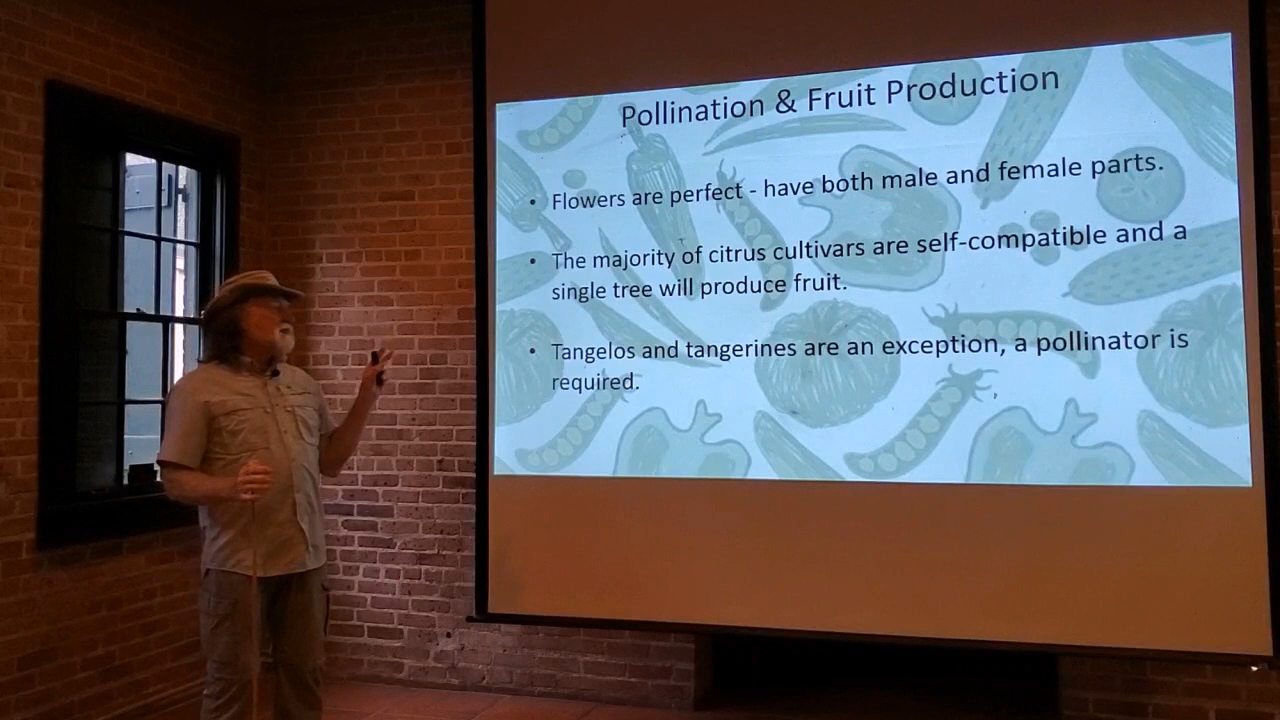 Pollination & Fruit Production
• Flowers are perfect - have both male and female parts.
• The majority of citrus cultivars are self-compatible and a
single tree will produce fruit.
• Tangelos and tangerines are an exception, a pollinator is
required.